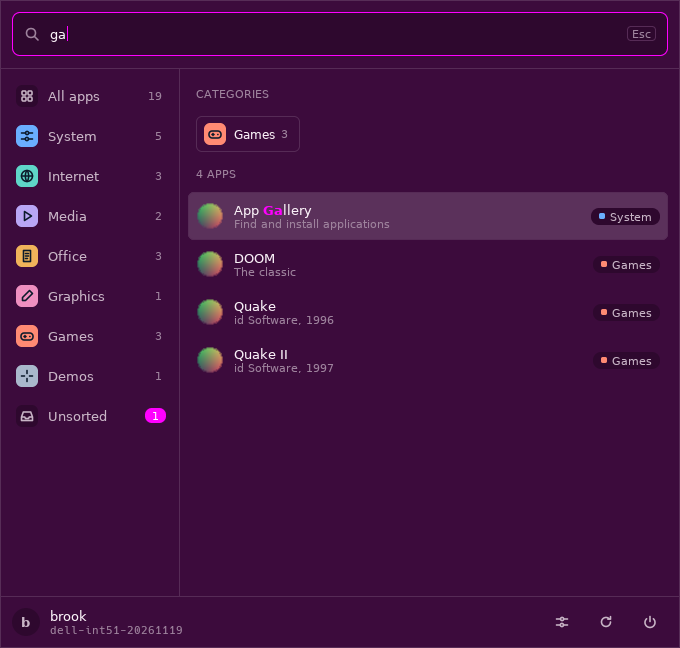 ga
Esc
All apps 19
System 5
Internet 3
Media 2
Office 3
Graphics 1
Games 3
Demos 1
Unsorted 1
CATEGORIES
Games 3
4 APPS
App Gallery
Find and install applications
System
DOOM
The classic
Games
Quake
id Software, 1996
Games
Quake II
id Software, 1997
Games
b
brook
dell-int51-20261119